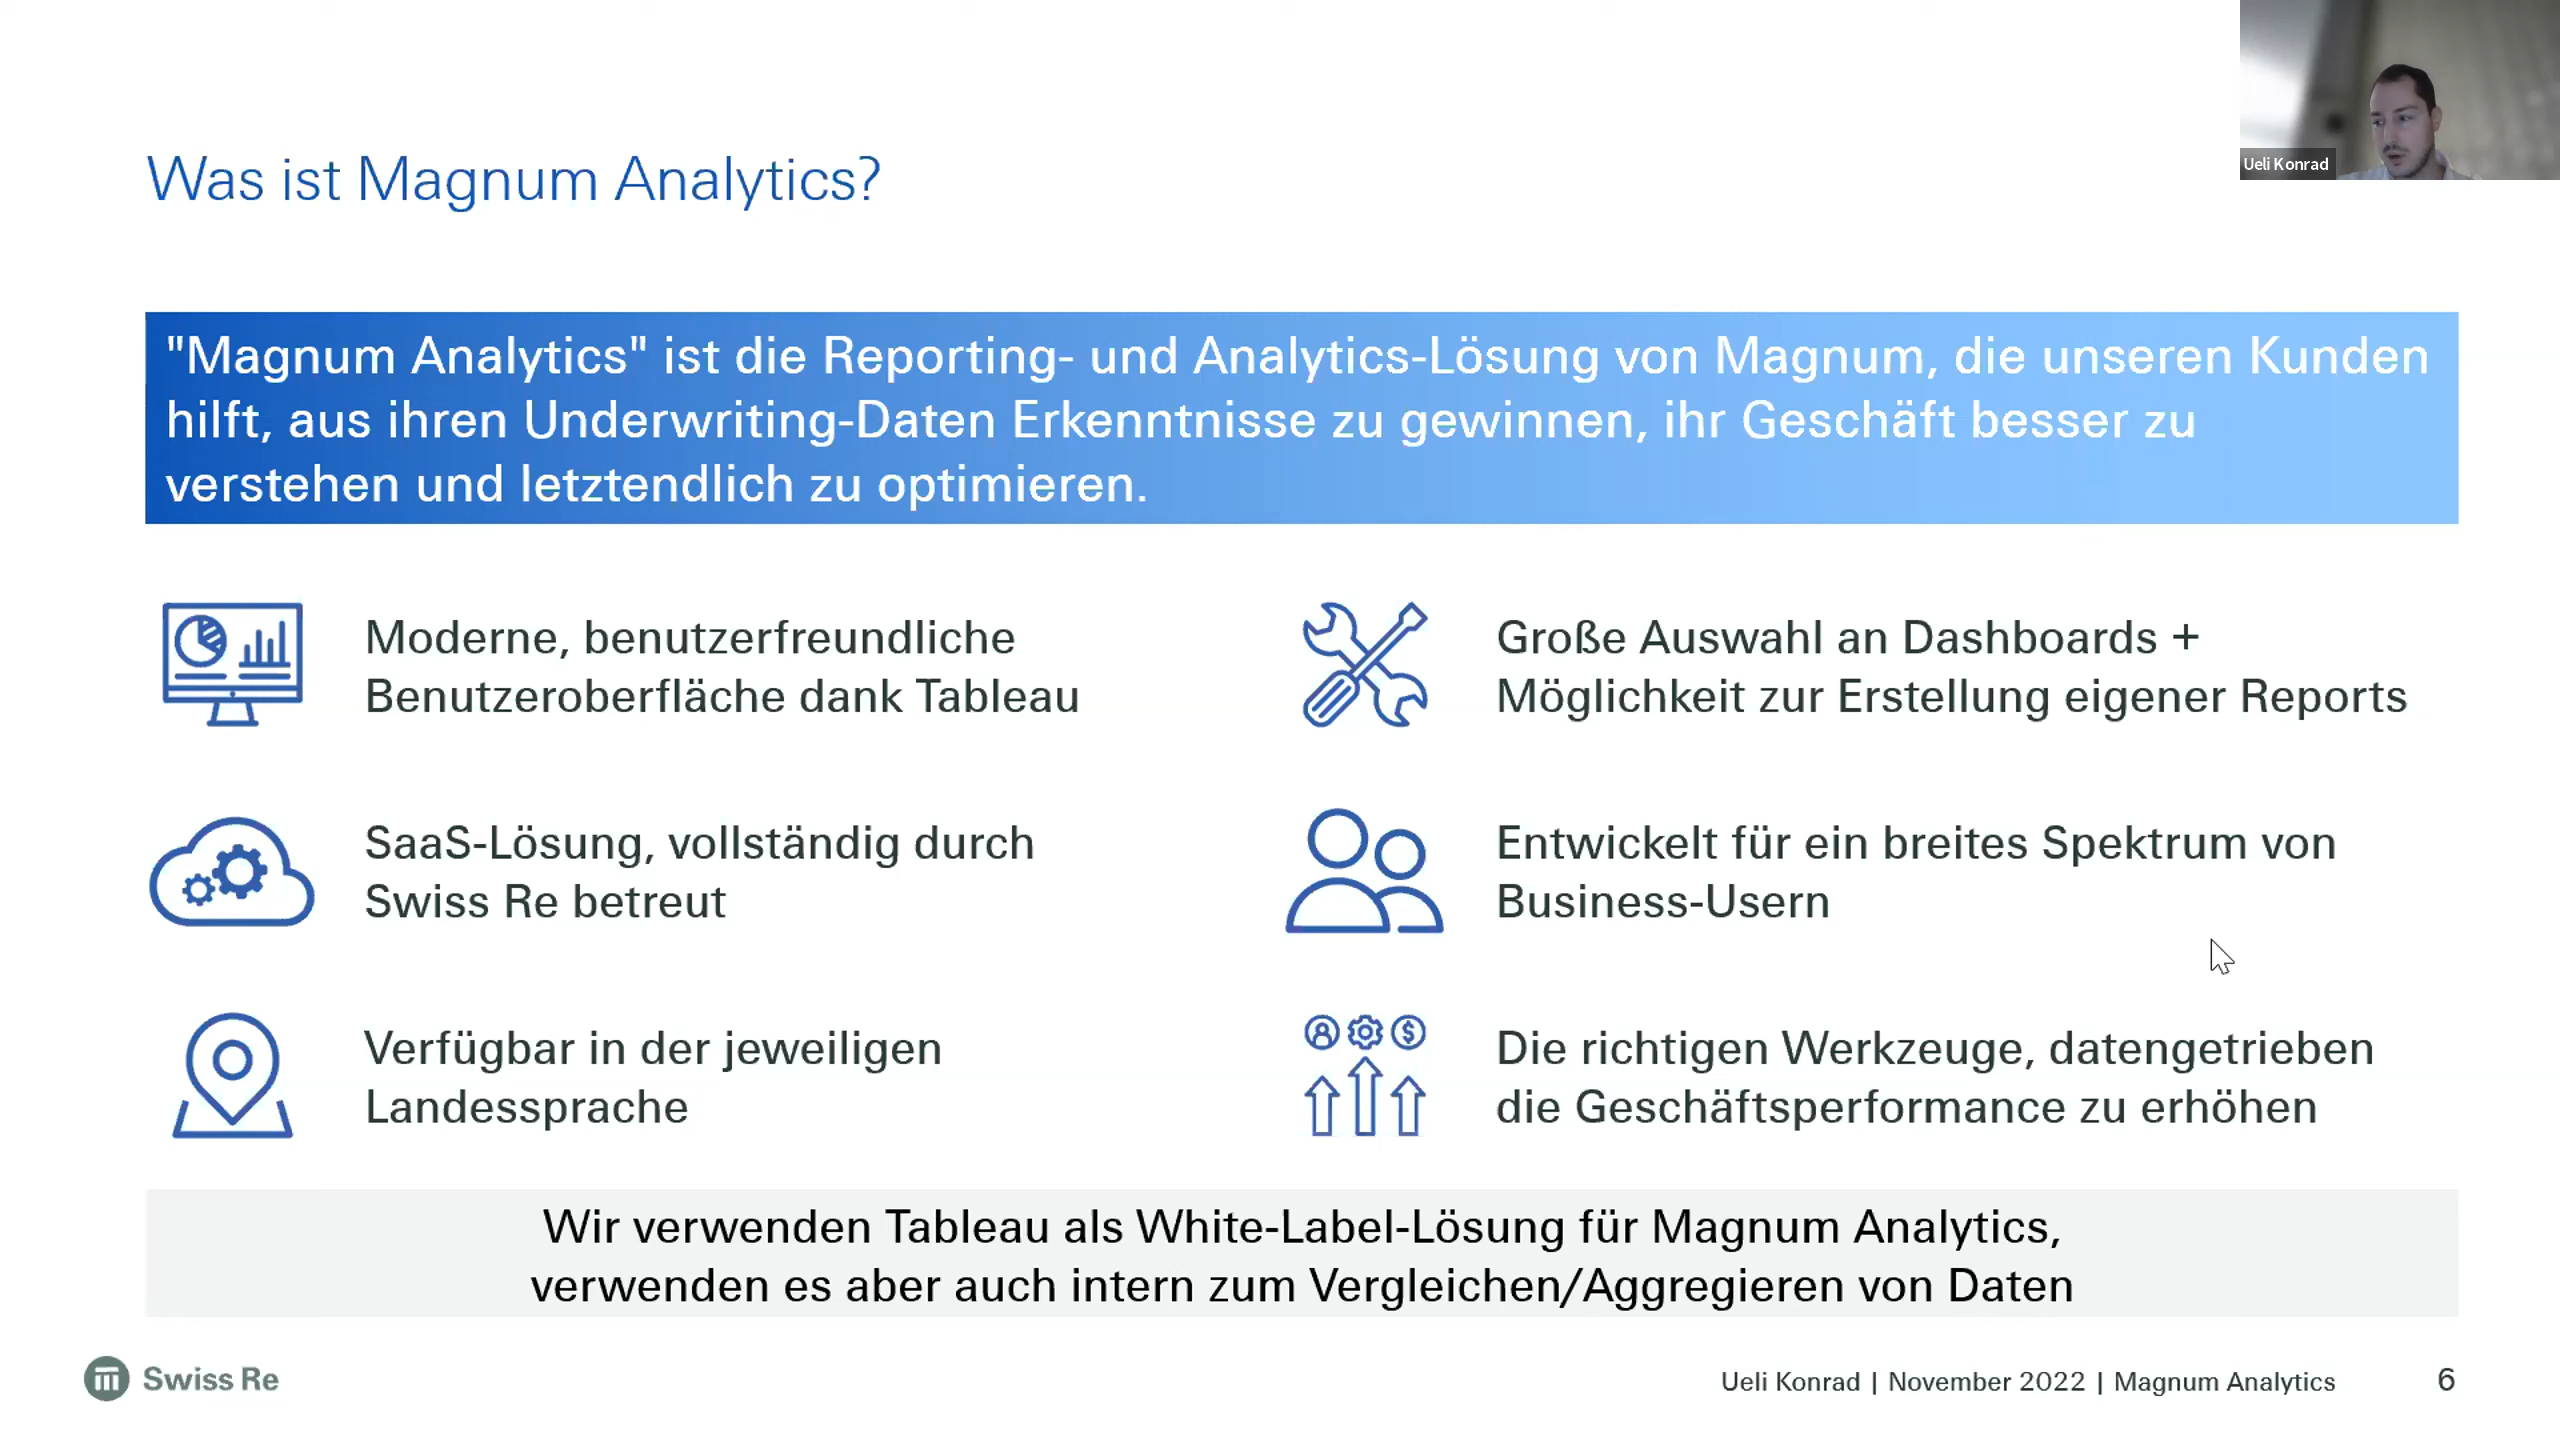 Ueli Konrad
Was ist Magnum Analytics?
"Magnum Analytics" ist die Reporting- und Analytics-Lösung von Magnum, die unseren Kunden
hilft, aus ihren Underwriting-Daten Erkenntnisse zu gewinnen, ihr Geschäft besser zu
verstehen und letztendlich zu optimieren.
Moderne, benutzerfreundliche
Benutzeroberfläche dank Tableau
Große Auswahl an Dashboards +
Möglichkeit zur Erstellung eigener Reports
SaaS-Lösung, vollständig durch
Swiss Re betreut
Entwickelt für ein breites Spektrum von
Business-Usern
Verfügbar in der jeweiligen
Landessprache
Die richtigen Werkzeuge, datengetrieben
die Geschäftsperformance zu erhöhen
Wir verwenden Tableau als White-Label-Lösung für Magnum Analytics,
verwenden es aber auch intern zum Vergleichen/Aggregieren von Daten
Swiss Re
Ueli Konrad | November 2022 | Magnum Analytics 6